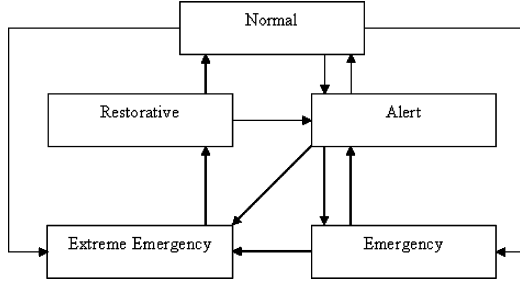 Normal
Restorative
Alert
Extreme Emergency
Emergency